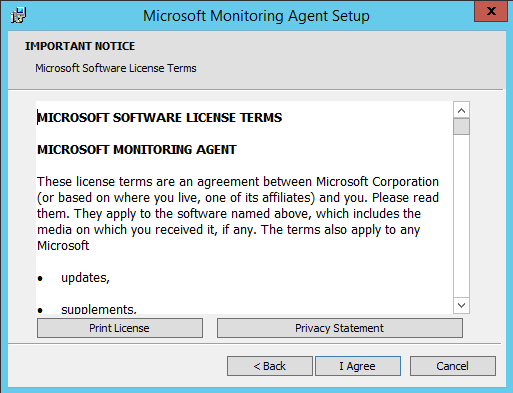 Microsoft Monitoring Agent Setup
x
IMPORTANT NOTICE
Microsoft Software License Terms
MICROSOFT SOFTWARE LICENSE TERMS
MICROSOFT MONITORING AGENT
These license terms are an agreement between Microsoft Corporation
(or based on where you live, one of its affiliates) and you. Please read
them. They apply to the software named above, which includes the
media on which you received it, if any. The terms also apply to any
Microsoft
• updates,
• supplements,
Print License
Privacy Statement
< Back
I Agree
Cancel